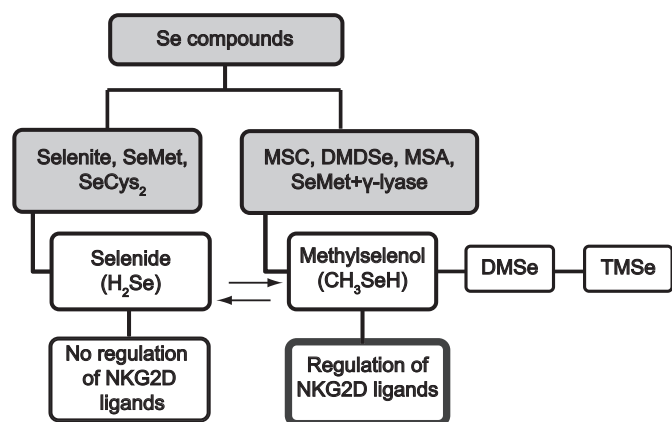 Se compounds
Selenite, SeMet,
SeCys₂
MSC, DMDSe, MSA,
SeMet+γ-lyase
Selenide
(H₂Se)
Methylselenol
(CH₃SeH)
DMSe
TMSe
No regulation
of NKG2D
ligands
Regulation of
NKG2D ligands